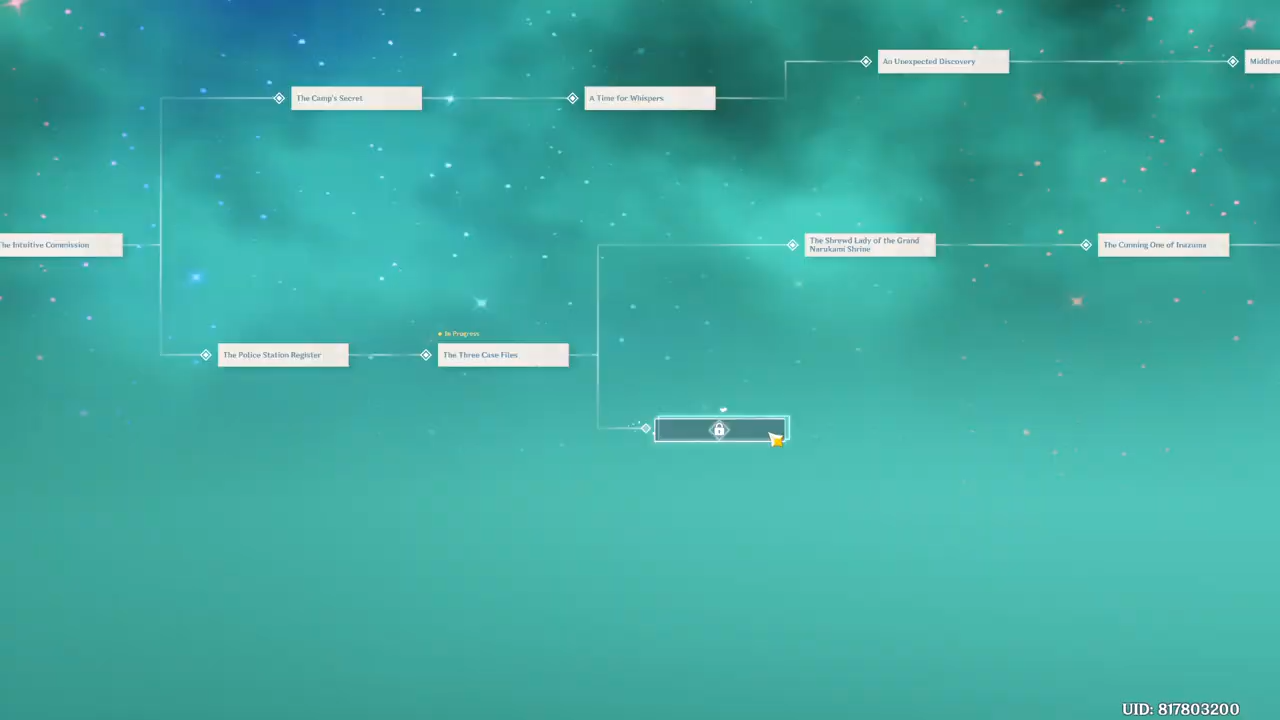 An Unexpected Discovery
The Camp's Secret
A Time for Whispers
The Intuitive Commission
The Shrewd Lady of the Grand
Narukami Shrine
The Cunning One of Inazuma
In Progress
The Police Station Register
The Three Case Files
UID: 817803200